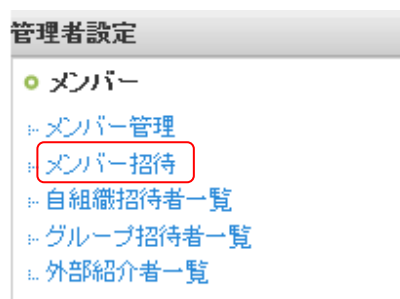 管理者設定
メンバー
メンバー管理
メンバー招待
自組織招待者一覧
グループ招待者一覧
外部紹介者一覧